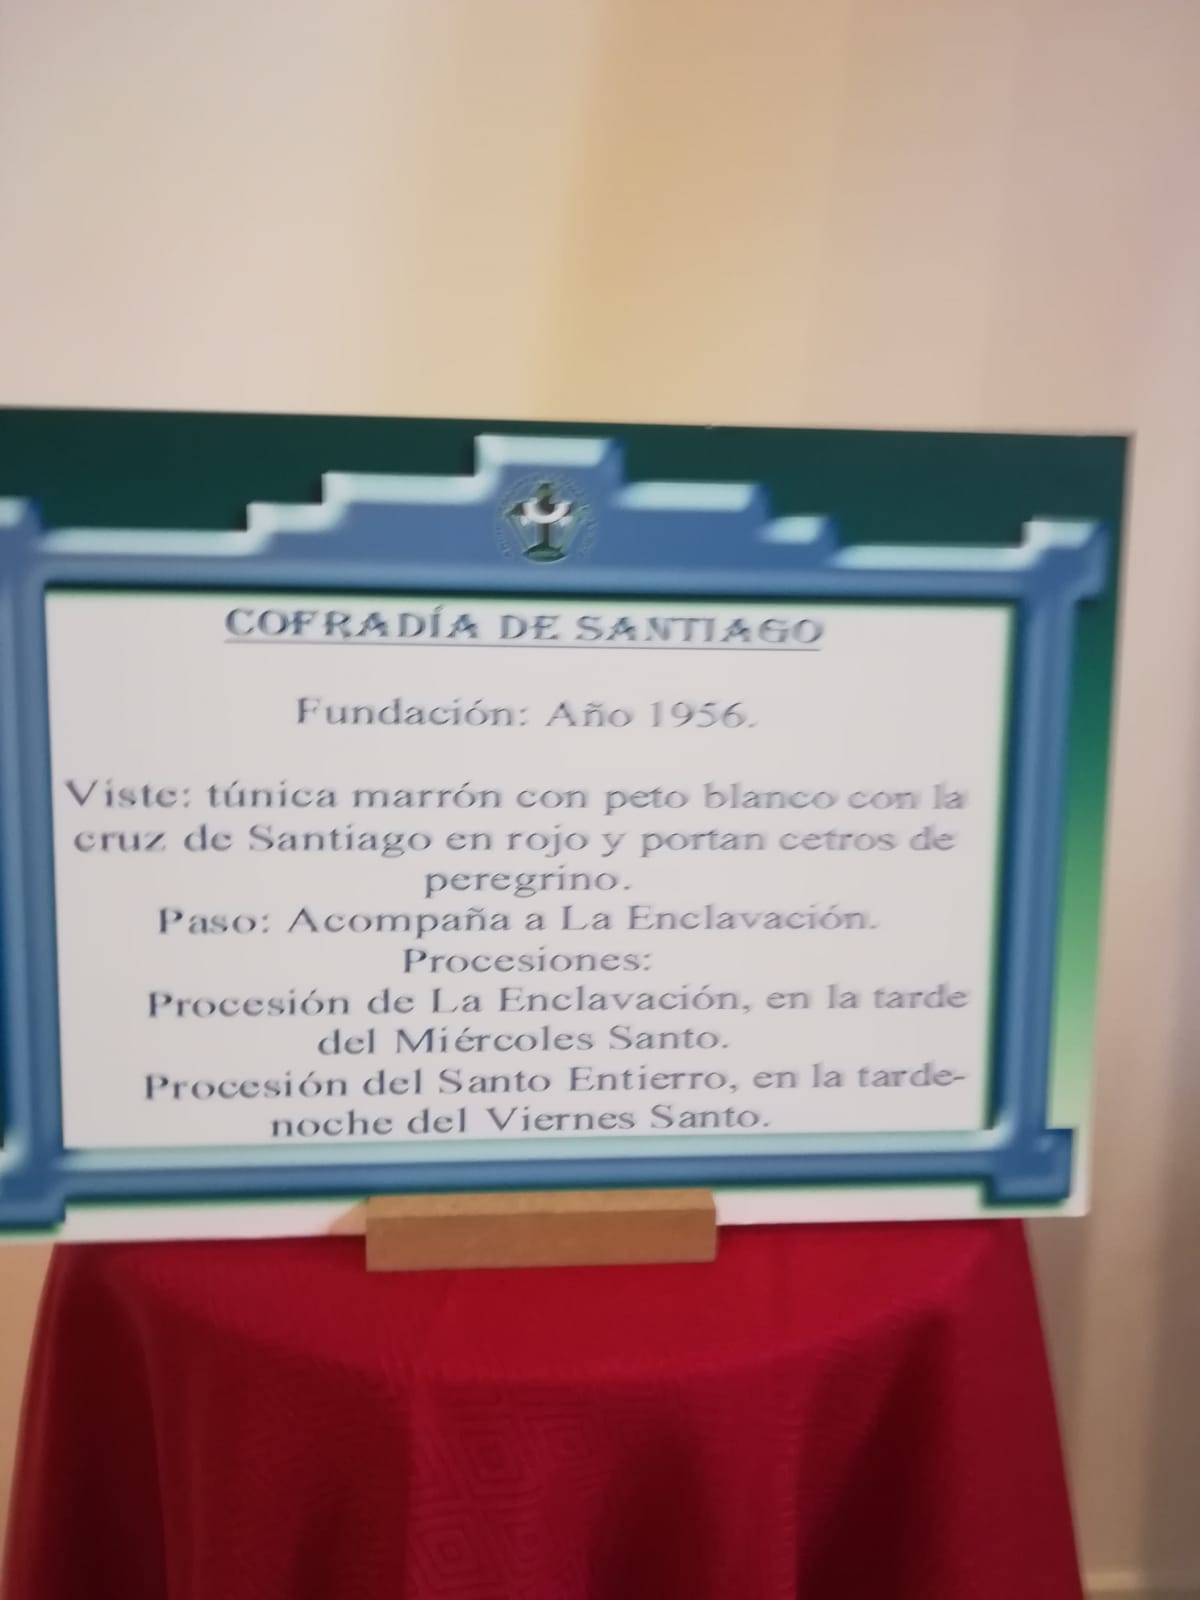 COFRADÍA DE SANTIAGO
Fundación: Año 1956.
Viste: túnica marrón con peto blanco con la
cruz de Santiago en rojo y portan cetros de
peregrino.
Paso: Acompaña a La Enclavación.
Procesiones:
Procesión de La Enclavación, en la tarde
del Miércoles Santo.
Procesión del Santo Entierro, en la tarde-
noche del Viernes Santo.